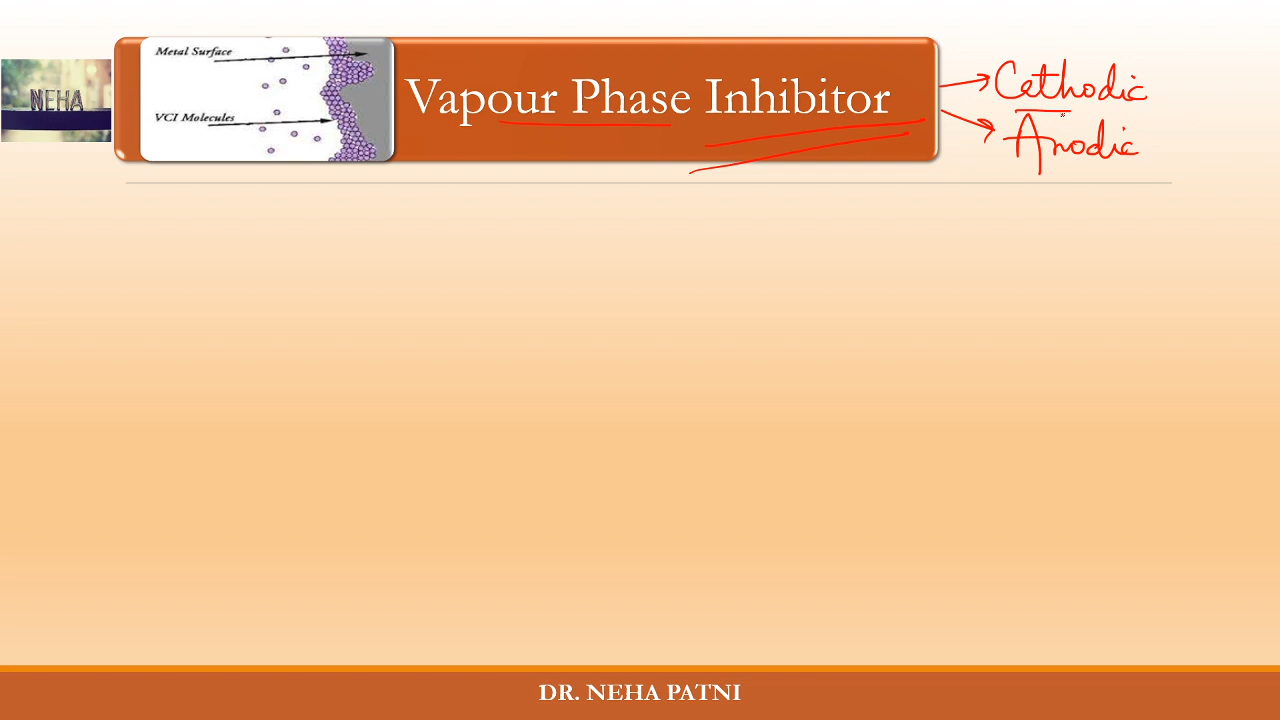 Metal Surface
NEHA
VCI Molecules
Vapour Phase Inhibitor
Cathodic
Anodic
DR. NEHA PATNI